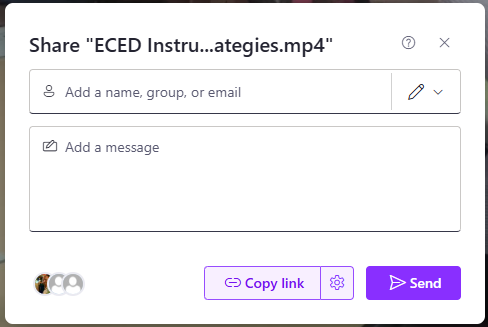 Share "ECED Instru...ategies.mp4"
Add a name, group, or email
Add a message
Copy link
Send